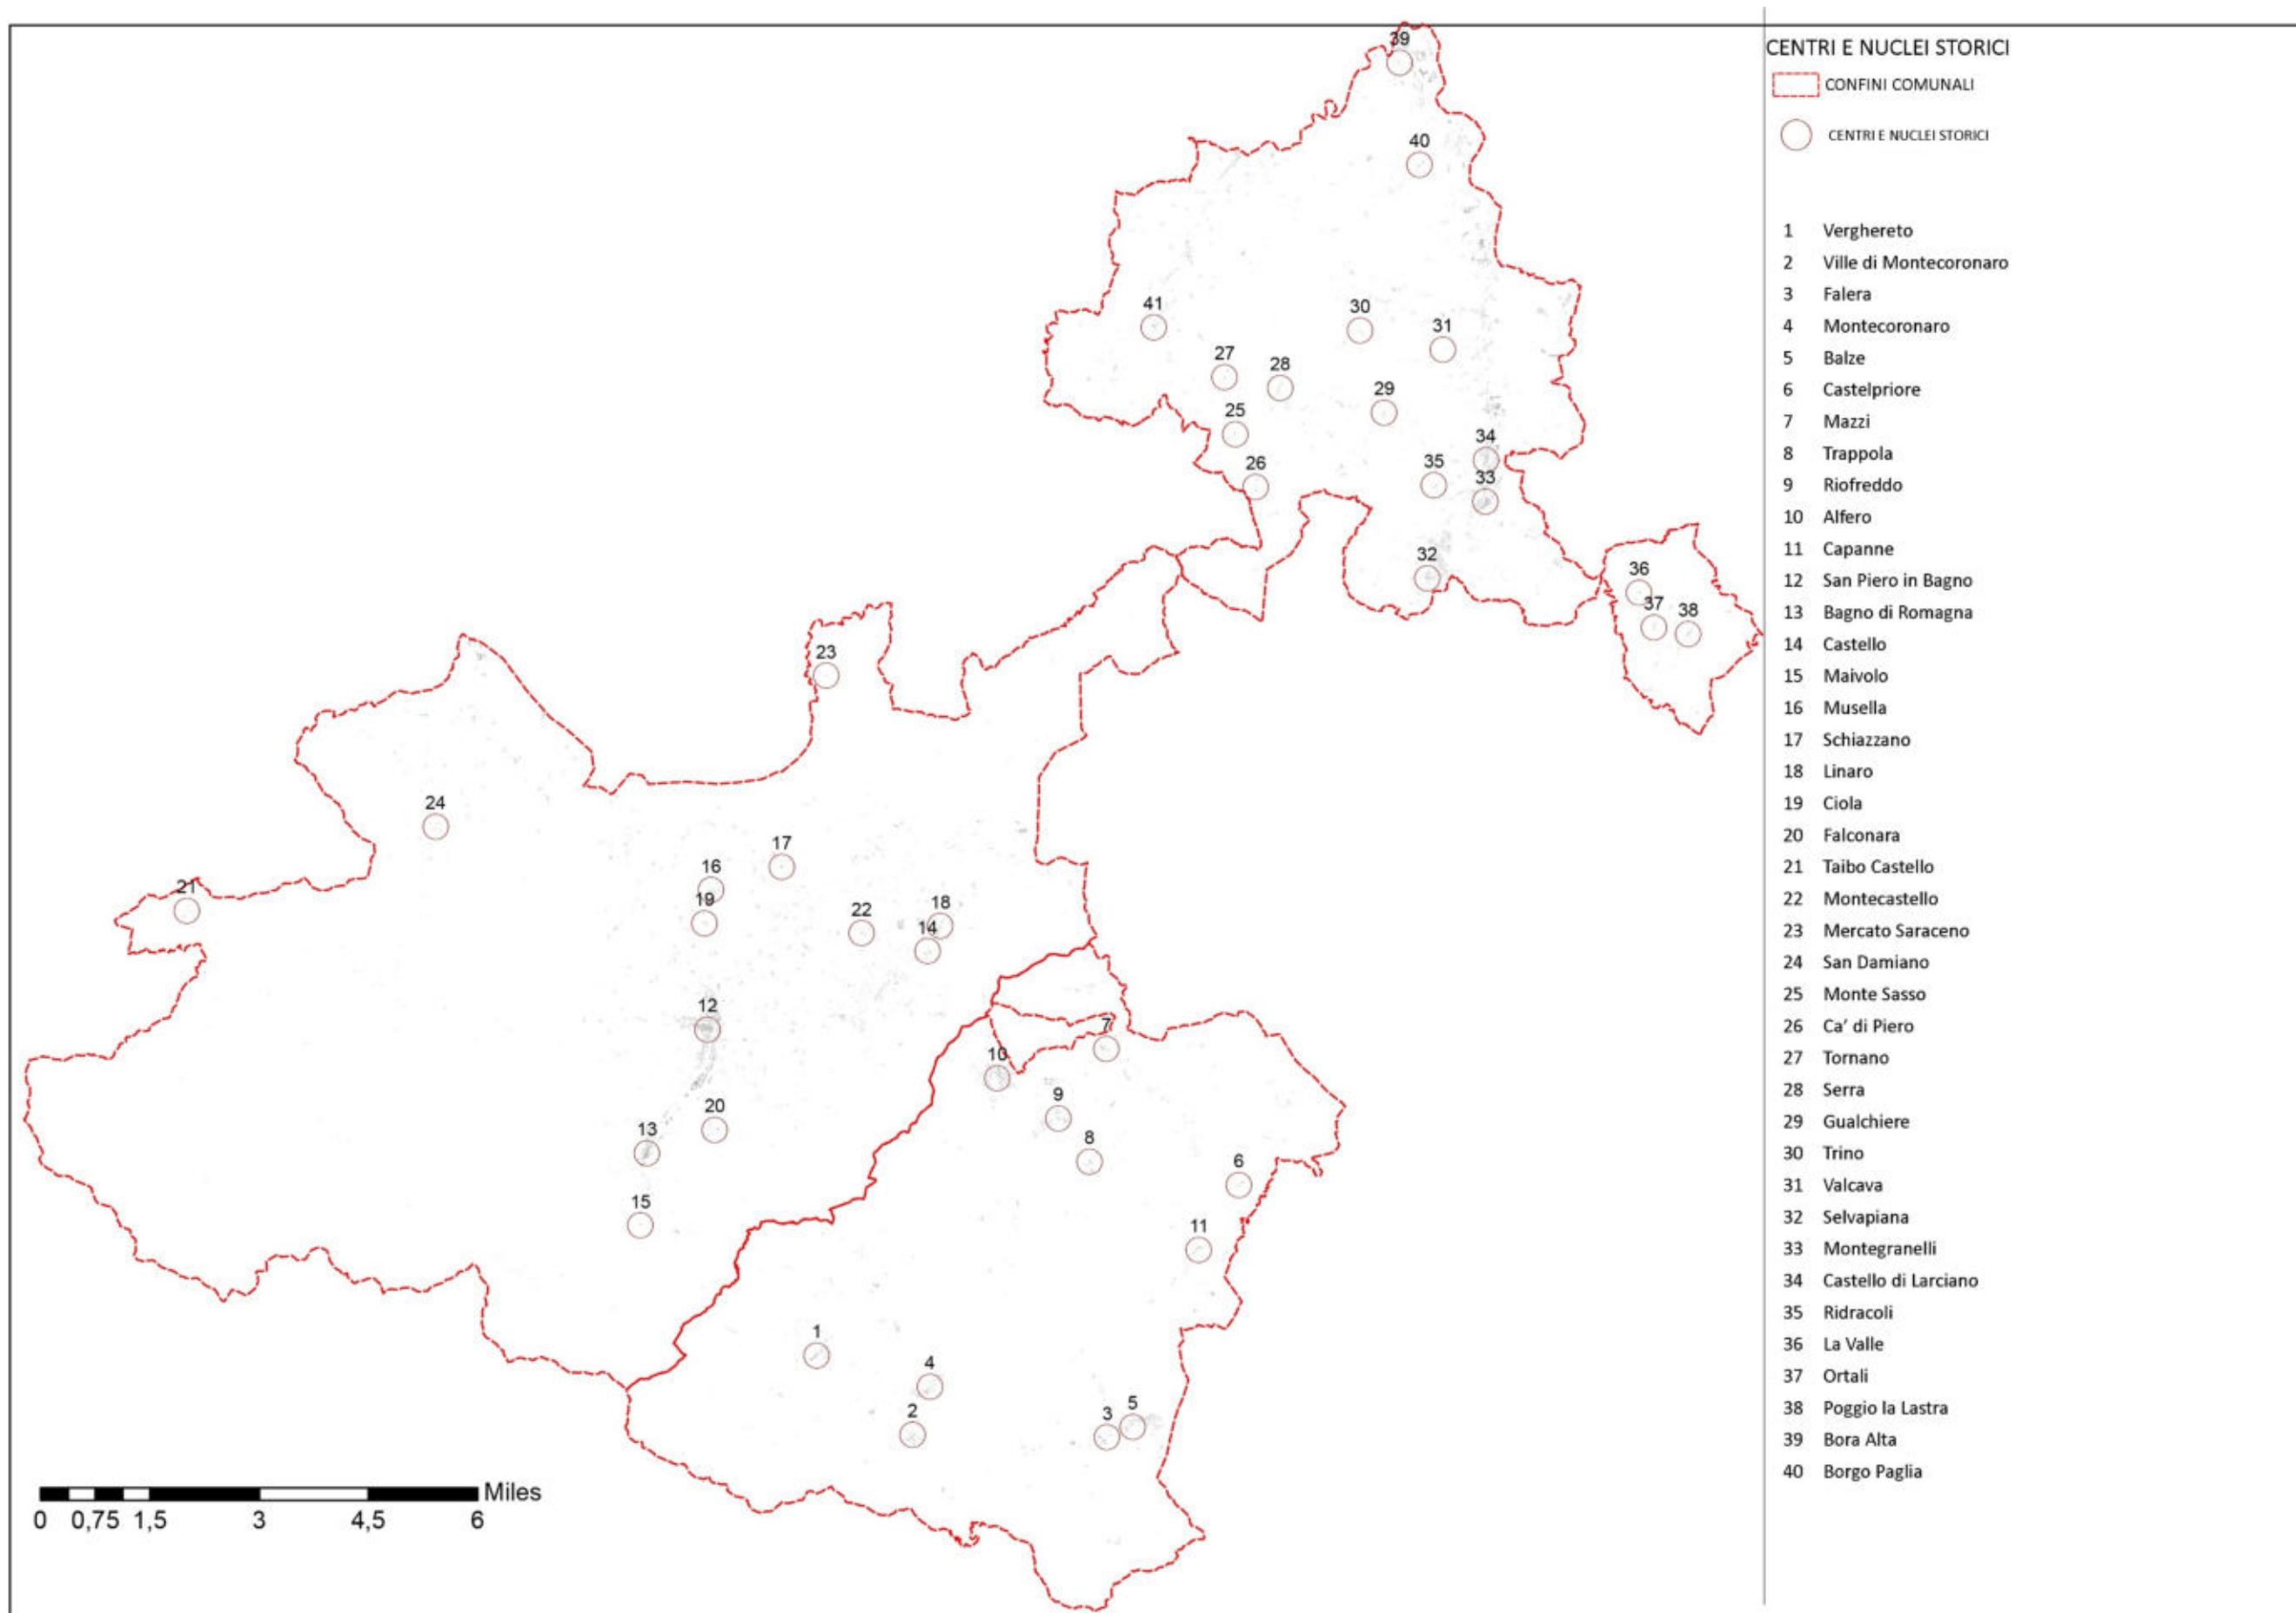 39
40
41
30
31
27
28
29
25
34
26
35
33
32
36
37
38
23
24
17
16
21
19
18
22
14
12
7
10
9
20
8
13
6
15
11
1
4
5
2
3
Miles
0 0,75 1,5 3 4,5 6
CENTRI E NUCLEI STORICI
CONFINI COMUNALI
CENTRI E NUCLEI STORICI
1 Verghereto
2 Ville di Montecoronaro
3 Falera
4 Montecoronaro
5 Balze
6 Castelpriore
7 Mazzi
8 Trappola
9 Riofreddo
10 Alfero
11 Capanne
12 San Piero in Bagno
13 Bagno di Romagna
14 Castello
15 Maivolo
16 Musella
17 Schiazzano
18 Linaro
19 Ciola
20 Falconara
21 Taibo Castello
22 Montecastello
23 Mercato Saraceno
24 San Damiano
25 Monte Sasso
26 Ca’ di Piero
27 Tornano
28 Serra
29 Gualchiere
30 Trino
31 Valcava
32 Selvapiana
33 Montegranelli
34 Castello di Larciano
35 Ridracoli
36 La Valle
37 Ortali
38 Poggio la Lastra
39 Bora Alta
40 Borgo Paglia